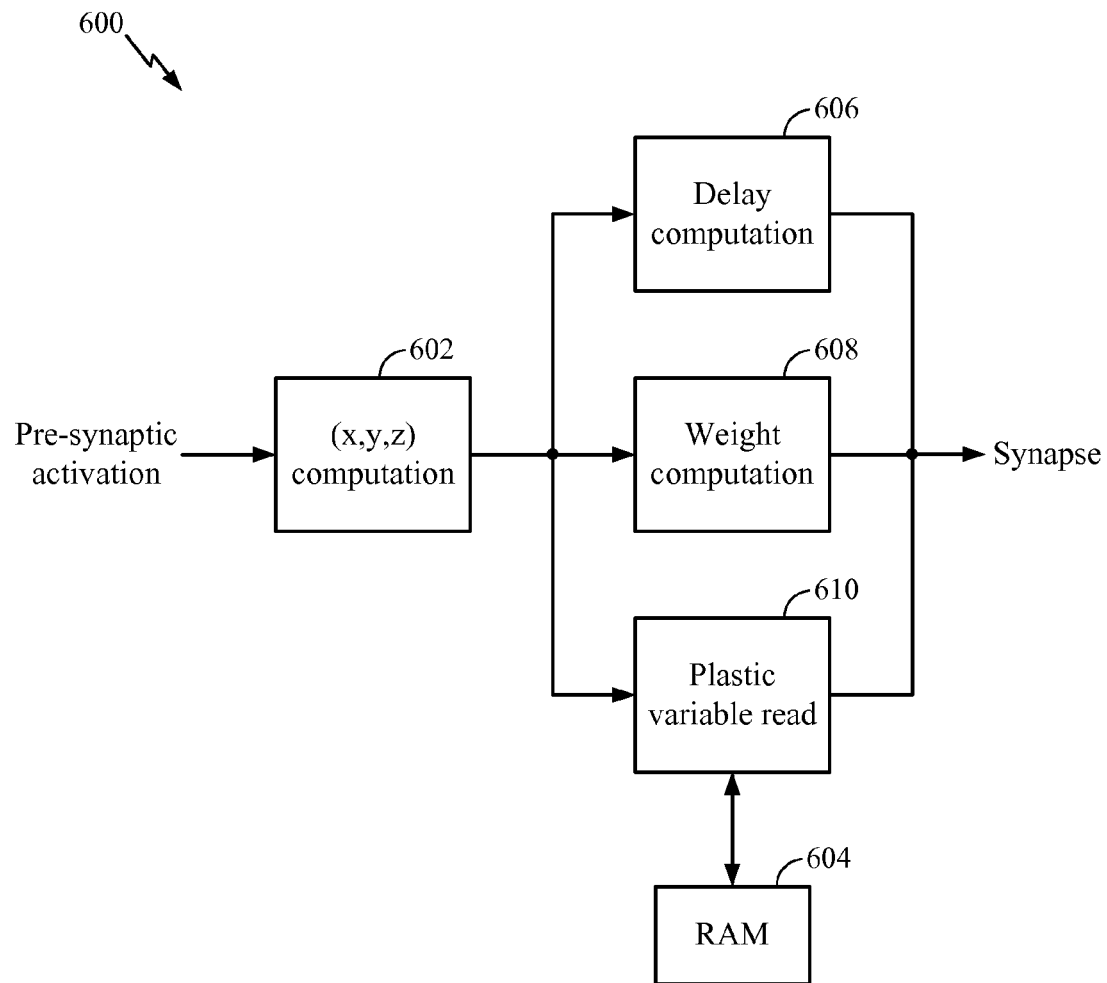 600
606
Delay
computation
602
608
Pre-synaptic
activation
(x,y,z)
computation
Weight
computation
Synapse
610
Plastic
variable read
604
RAM